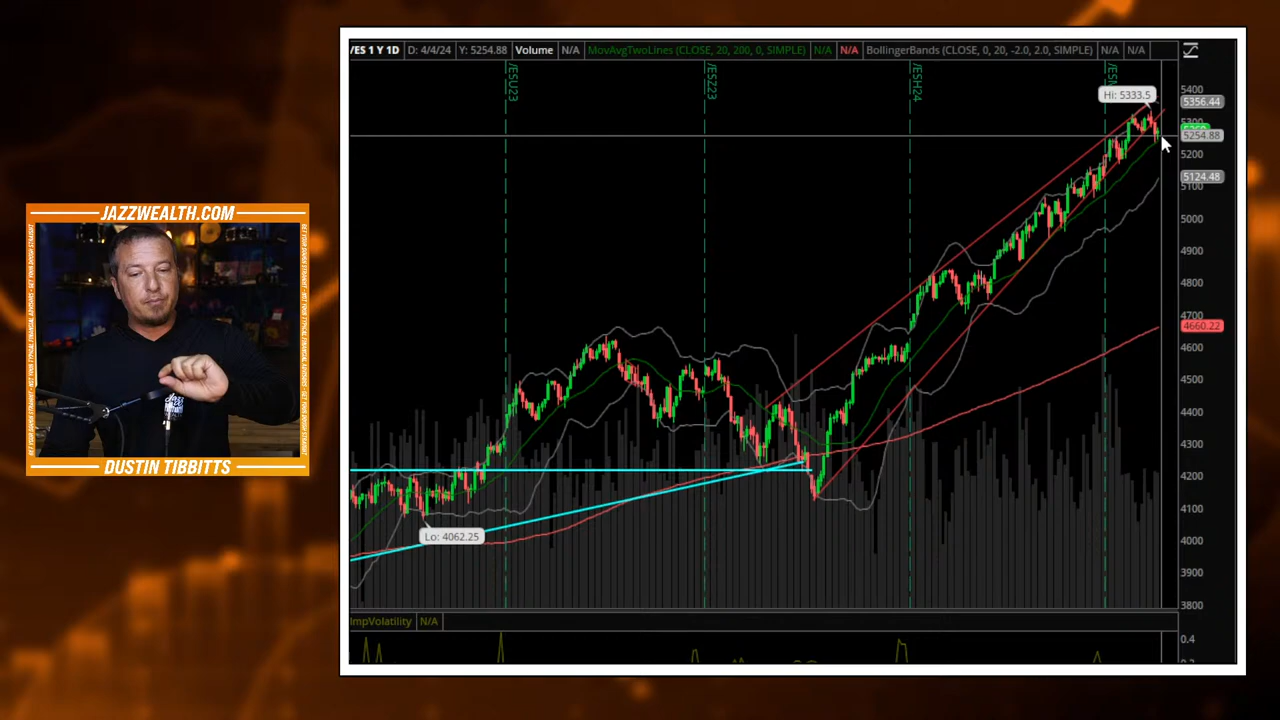 JAZZWEALTH.COM
DUSTIN TIBBITTS
/ES 1 Y 1D D: 4/4/24 Y: 5254.88 Volume N/A MovAvgTwoLines (CLOSE, 20, 200, 0, SIMPLE) N/A N/A BollingerBands (CLOSE, 0, 20, -2.0, 2.0, SIMPLE) N/A N/A
/ESU23
/ESZ23
/ESH24
Hi: 5333.5
Lo: 4062.25
5400
5356.44
5300
5254.88
5200
5124.48
5100
5000
4900
4800
4700
4660.22
4600
4500
4400
4300
4200
4100
4000
3900
3800
ImpVolatility N/A
0.4